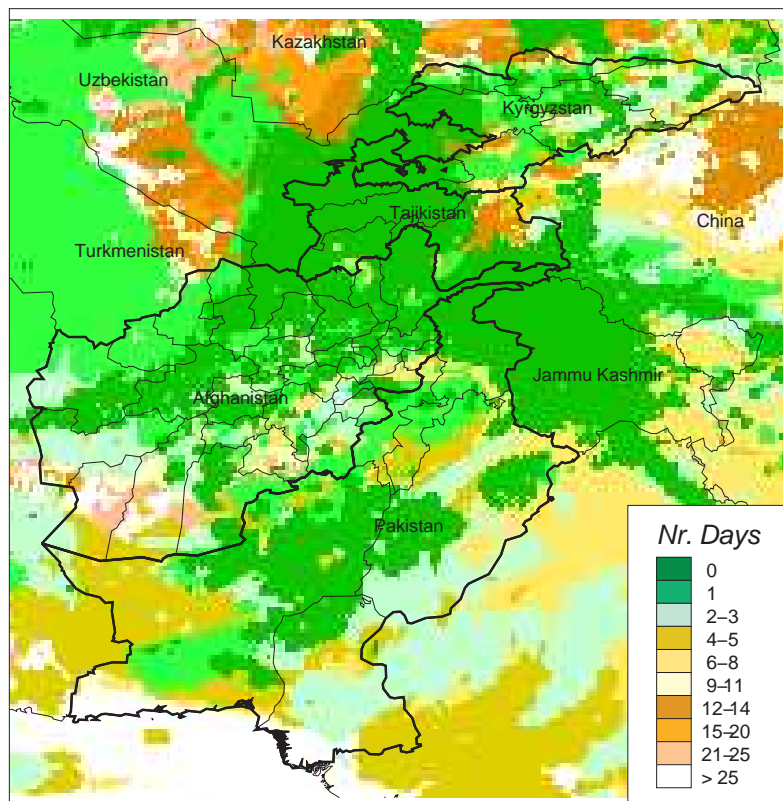 Kazakhstan
Uzbekistan
Kyrgyzstan
Tajikistan
China
Turkmenistan
Jammu Kashmir
Afghanistan
Pakistan
Nr. Days
0
1
2–3
4–5
6–8
9–11
12–14
15–20
21–25
> 25